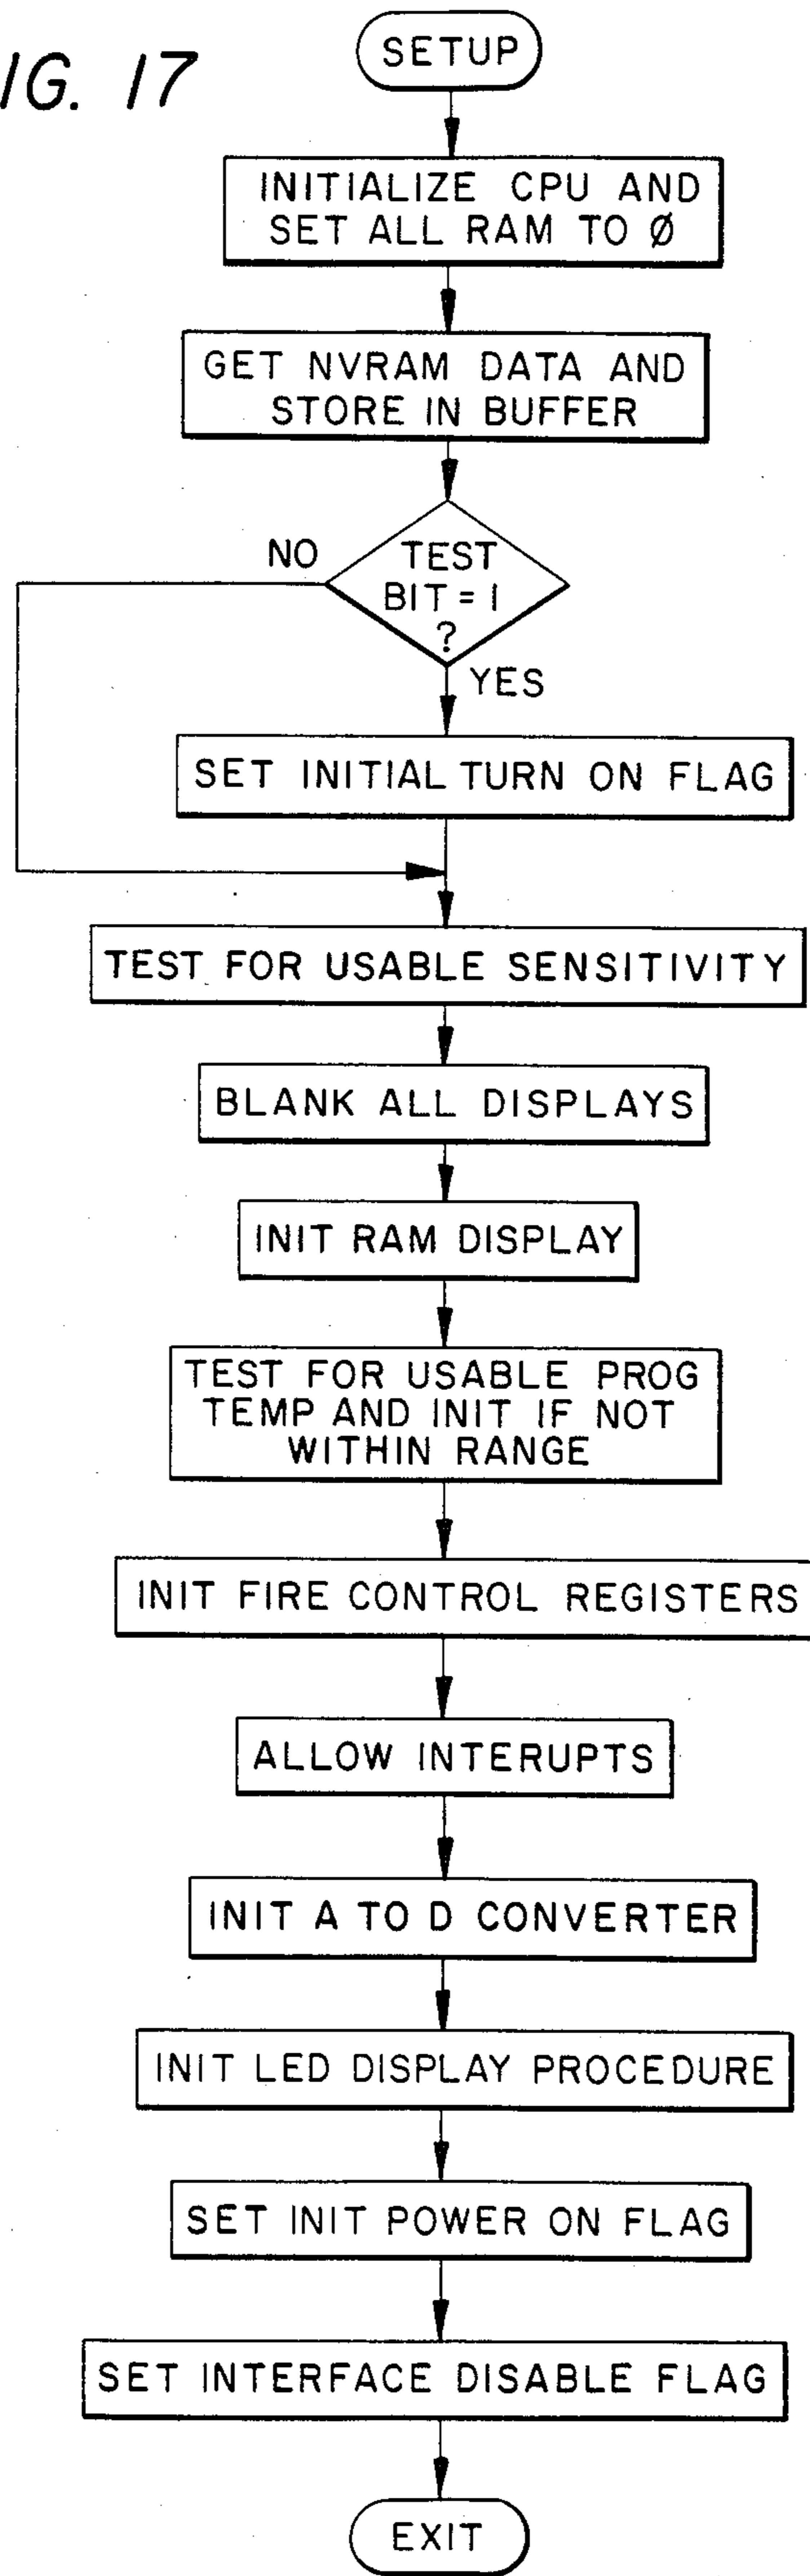 IG. 17
SETUP
INITIALIZE CPU AND
SET ALL RAM TO Ø
GET NVRAM DATA AND
STORE IN BUFFER
NO
TEST
BIT = 1
?
YES
SET INITIAL TURN ON FLAG
TEST FOR USABLE SENSITIVITY
BLANK ALL DISPLAYS
INIT RAM DISPLAY
TEST FOR USABLE PROG
TEMP AND INIT IF NOT
WITHIN RANGE
INIT FIRE CONTROL REGISTERS
ALLOW INTERUPTS
INIT A TO D CONVERTER
INIT LED DISPLAY PROCEDURE
SET INIT POWER ON FLAG
SET INTERFACE DISABLE FLAG
EXIT